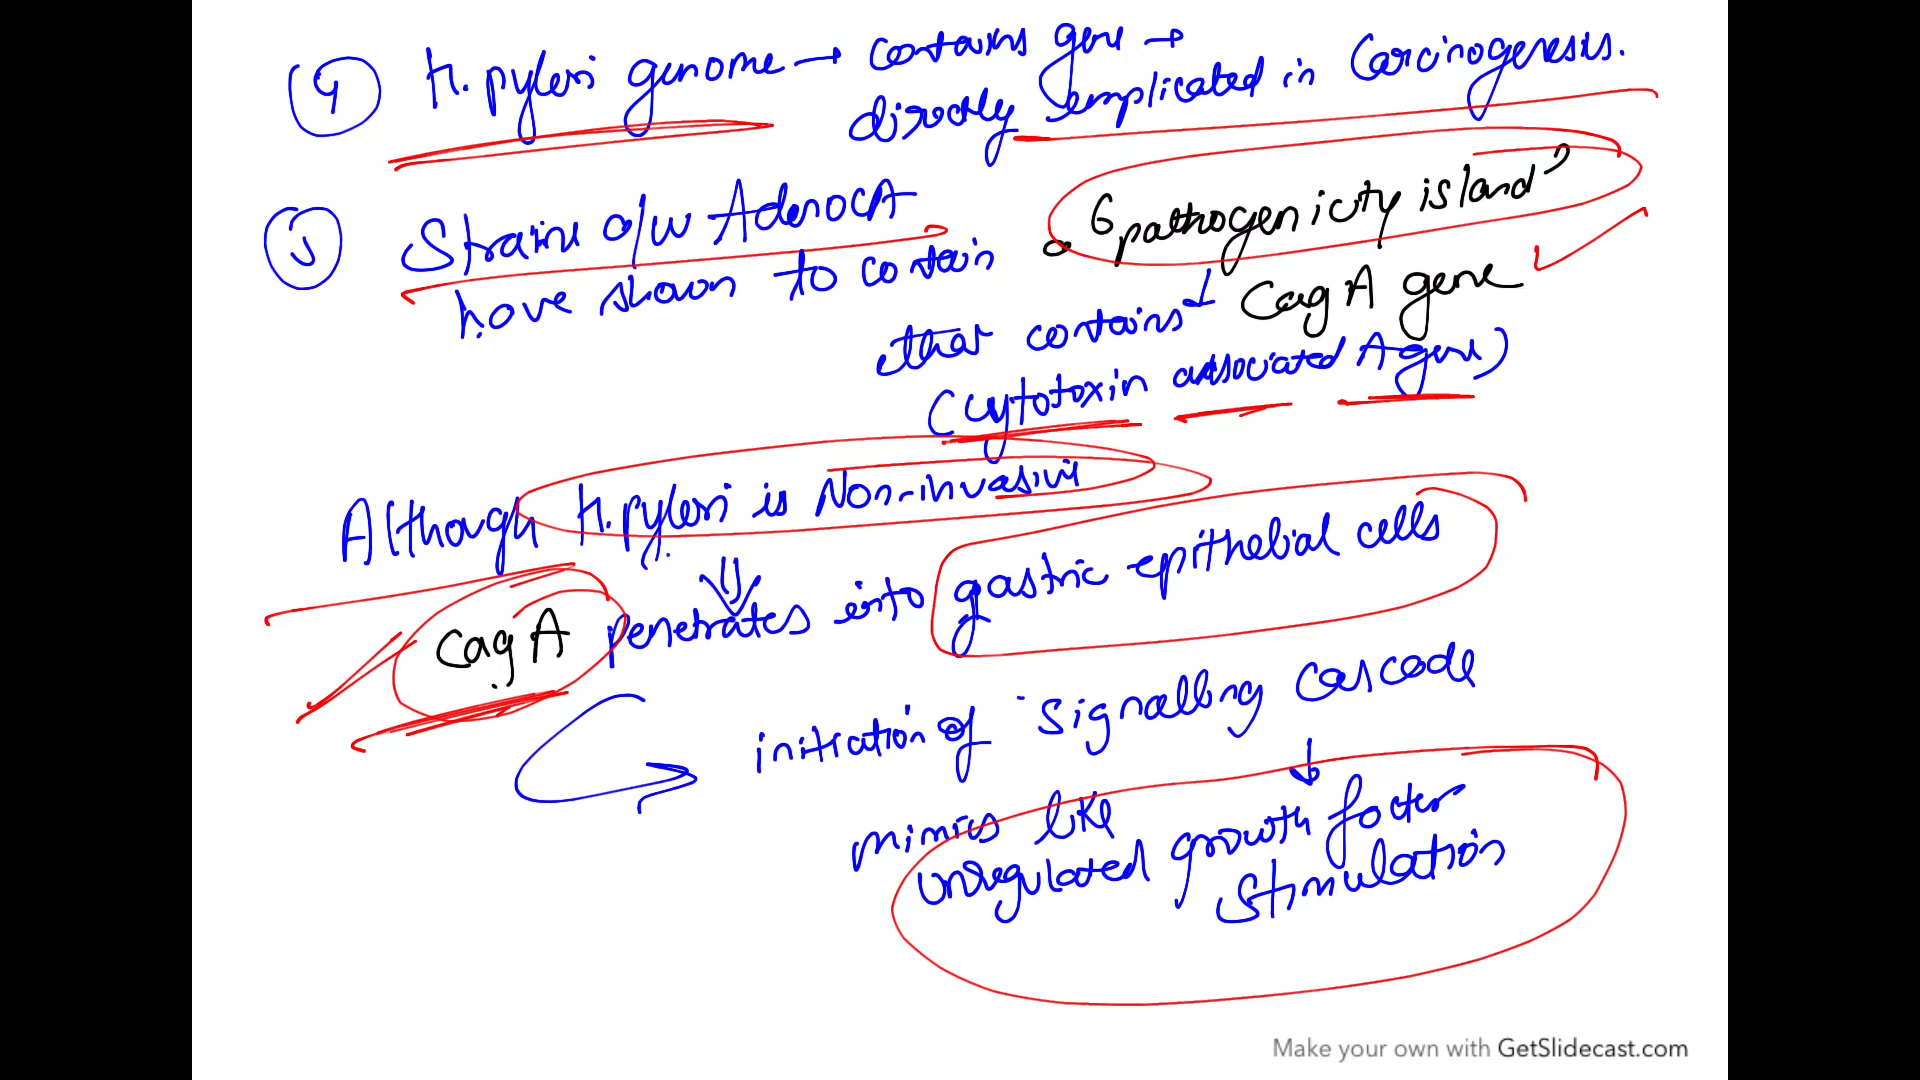 4 H. pylori genome → contains gene →
directly implicated in Carcinogenesis.
5 Strains a/w AdenoCA
have shown to contain a "pathogenicity island"
that contains ↓ CagA gene
(Cytotoxin associated A gene)
Although H. pylori is Non-invasive
⇓
CagA penetrates into gastric epithelial cells
→ initiation of signalling cascade
↓
mimics like
unregulated growth factor
stimulation
Make your own with GetSlidecast.com